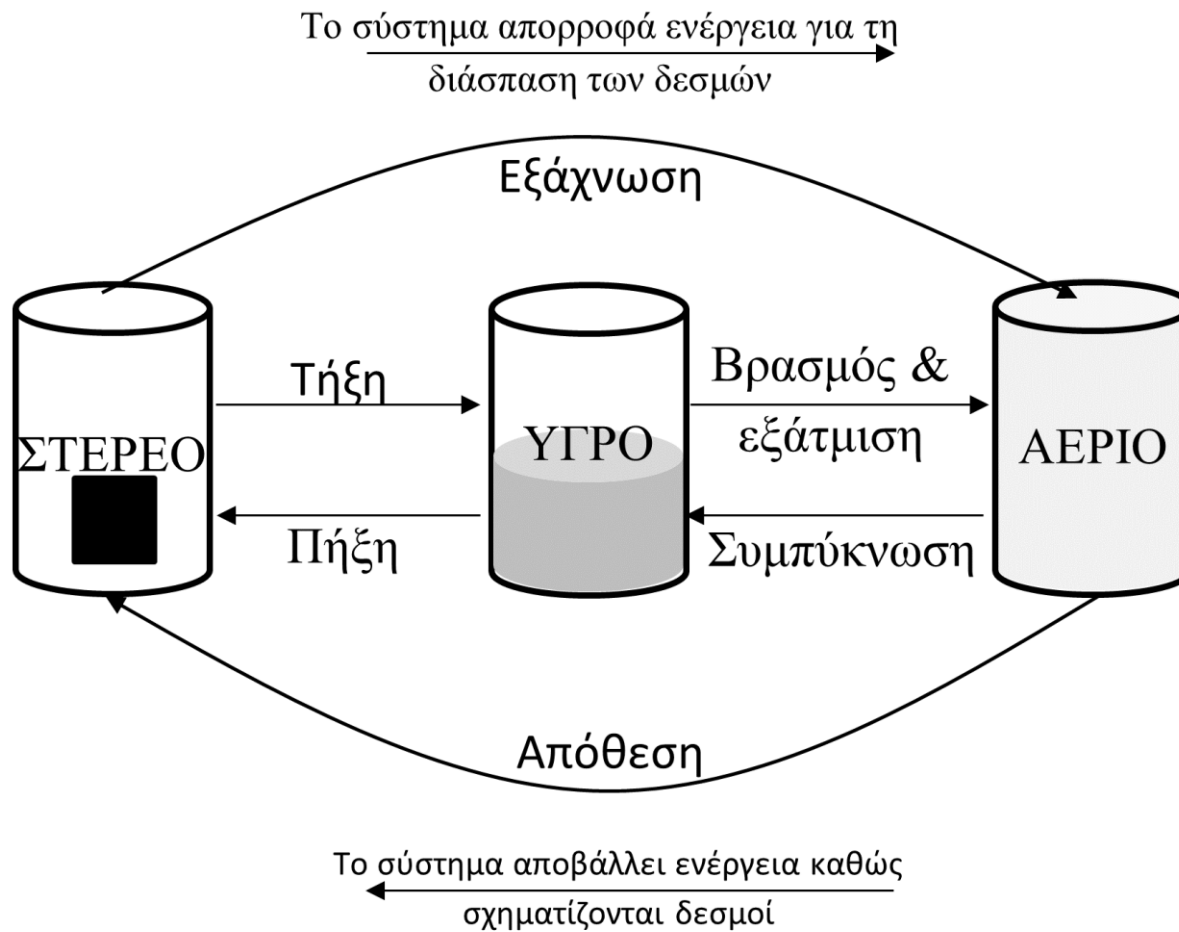 Το σύστημα απορροφά ενέργεια για τη
διάσπαση των δεσμών
Εξάχνωση
Τήξη
Βρασμός &
εξάτμιση
ΣΤΕΡΕΟ
ΥΓΡΟ
ΑΕΡΙΟ
Πήξη
Συμπύκνωση
Απόθεση
Το σύστημα αποβάλλει ενέργεια καθώς
σχηματίζονται δεσμοί